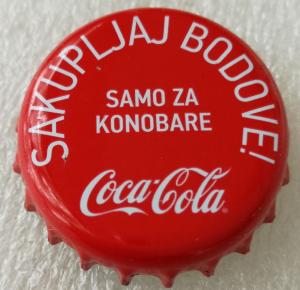 SAKUPLJAJ BODOVE!
SAMO ZA
KONOBARE
Coca-Cola